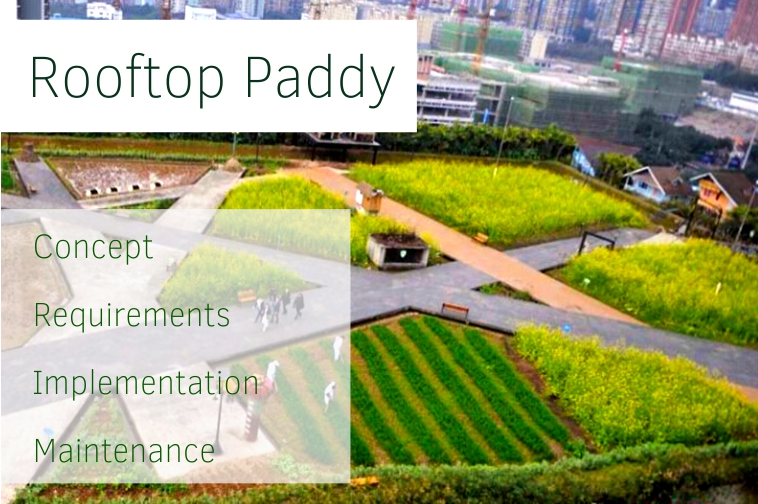 Rooftop Paddy
Concept
Requirements
Implementation
Maintenance